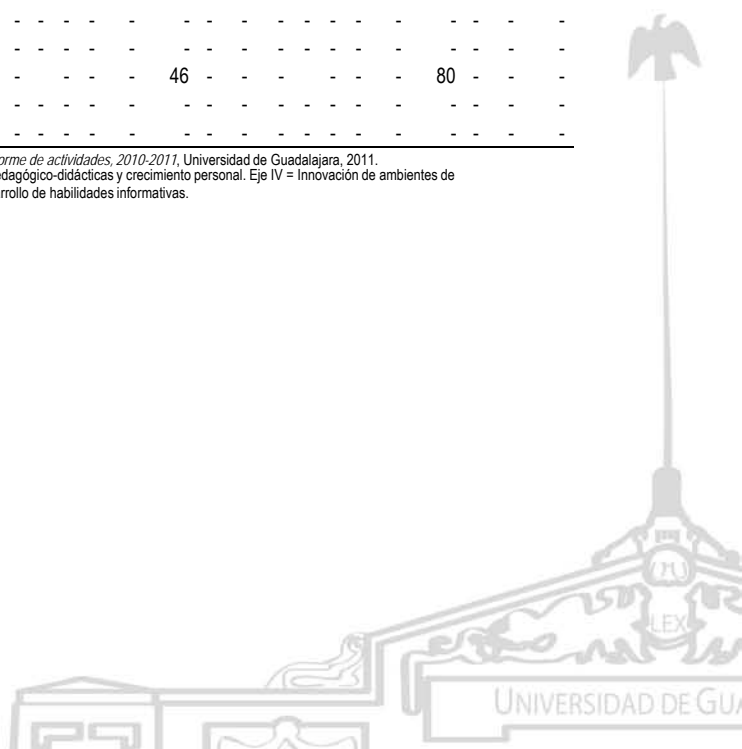 - - - - - - - - - - - - - - - - - -
- - - - - - - - - - - - - - - - - -
- - - - 46 - - - - - - - 80 - - -
- - - - - - - - - - - - - - - - - -
- - - - - - - - - - - - - - - - - -
orme de actividades, 2010-2011, Universidad de Guadalajara, 2011.
edagógico-didácticas y crecimiento personal. Eje IV = Innovación de ambientes de
rrollo de habilidades informativas.
LEX
UNIVERSIDAD DE GUA